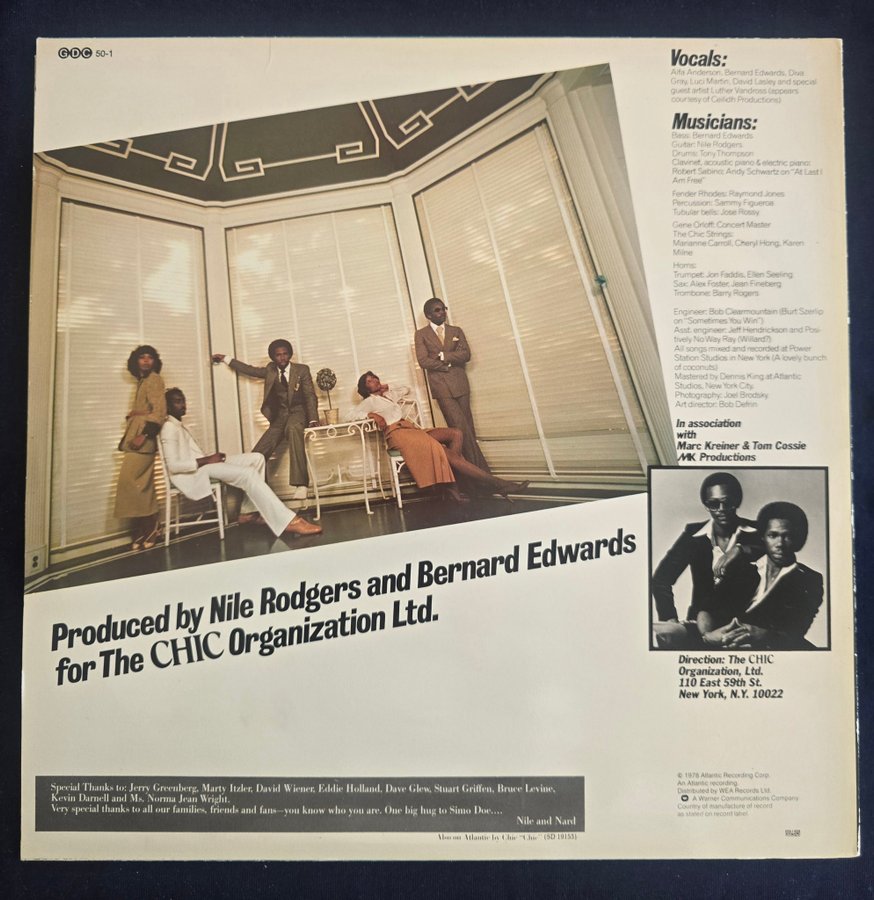 GDC 50-1
Vocals:
Alfa Anderson, Bernard Edwards, Diva
Gray, Luci Martin, David Lasley and special
guest artist Luther Vandross (appears
courtesy of Ceilidh Productions)
Musicians:
Bass: Bernard Edwards
Guitar: Nile Rodgers
Drums: Tony Thompson
Clavinet, acoustic piano & electric piano:
Robert Sabino; Andy Schwartz on "At Last I
Am Free"
Fender Rhodes: Raymond Jones
Percussion: Sammy Figueroa
Tubular bells: Jose Rossy
Gene Orloff: Concert Master
The Chic Strings:
Marianne Carroll, Cheryl Hong, Karen
Milne
Horns:
Trumpet: Jon Faddis, Ellen Seeling
Sax: Alex Foster, Jean Fineberg
Trombone: Barry Rogers
Engineer: Bob Clearmountain (Burt Szerlip
on "Sometimes You Win")
Asst. engineer: Jeff Hendrickson and Posi-
tively No Way Ray (Willard?)
All songs mixed and recorded at Power
Station Studios in New York (A lovely bunch
of coconuts)
Mastered by Dennis King at Atlantic
Studios, New York City.
Photography: Joel Brodsky
Art director: Bob Defrin
In association
with
Marc Kreiner & Tom Cossie
MK Productions
Produced by Nile Rodgers and Bernard Edwards
for The CHIC Organization Ltd.
Direction: The CHIC
Organization, Ltd.
110 East 59th St.
New York, N.Y. 10022
Special Thanks to: Jerry Greenberg, Marty Itzler, David Wiener, Eddie Holland, Dave Glew, Stuart Griffen, Bruce Levine,
Kevin Darnell and Ms. Norma Jean Wright.
Very special thanks to all our families, friends and fans—you know who you are. One big hug to Simo Doe....
Nile and Nard
Also on Atlantic by Chic "Chic" (SD 19153)
© 1978 Atlantic Recording Corp.
An Atlantic recording.
Distributed by WEA Records Ltd.
A Warner Communications Company
Country of manufacture of record
as stated on record label.